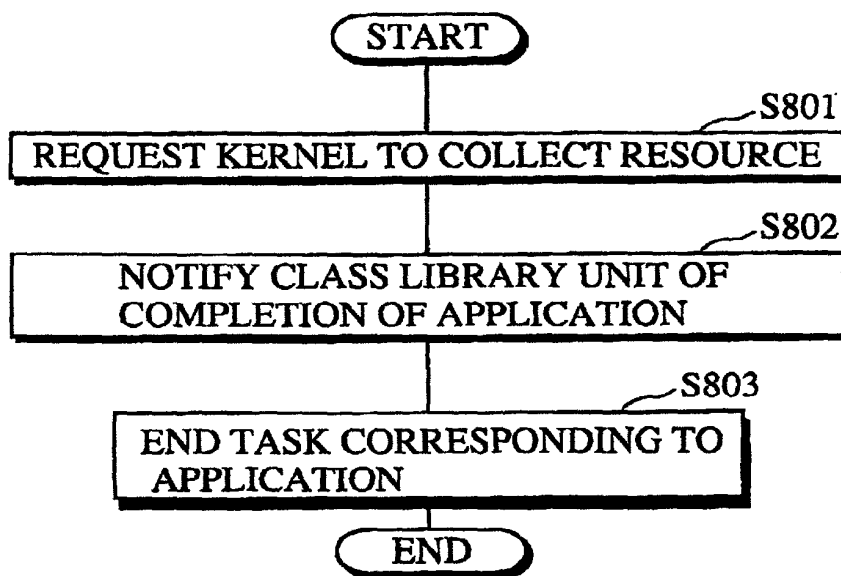 START
S801
REQUEST KERNEL TO COLLECT RESOURCE
S802
NOTIFY CLASS LIBRARY UNIT OF
COMPLETION OF APPLICATION
S803
END TASK CORRESPONDING TO
APPLICATION
END